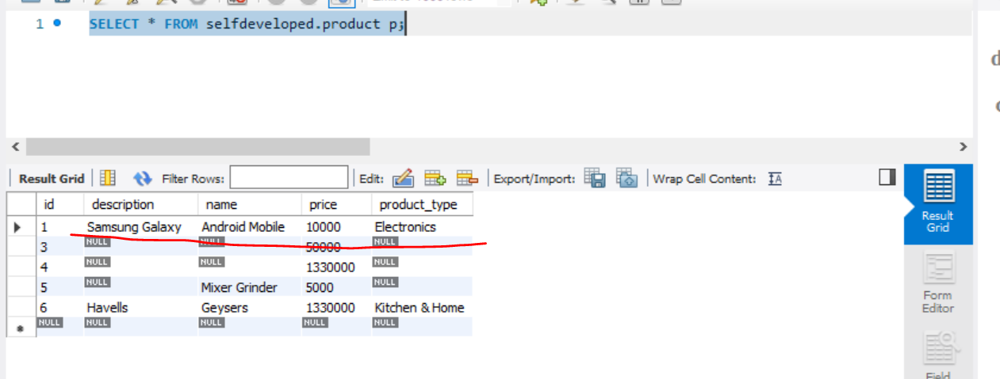 1 SELECT * FROM selfdeveloped.product p;
Result Grid Filter Rows: Edit: Export/Import: Wrap Cell Content:
id description name price product_type
1 Samsung Galaxy Android Mobile 10000 Electronics
3 NULL NULL 50000 NULL
4 NULL NULL 1330000 NULL
5 NULL Mixer Grinder 5000 NULL
6 Havells Geysers 1330000 Kitchen & Home
NULL NULL NULL NULL NULL
Result
Grid
Form
Editor
Field